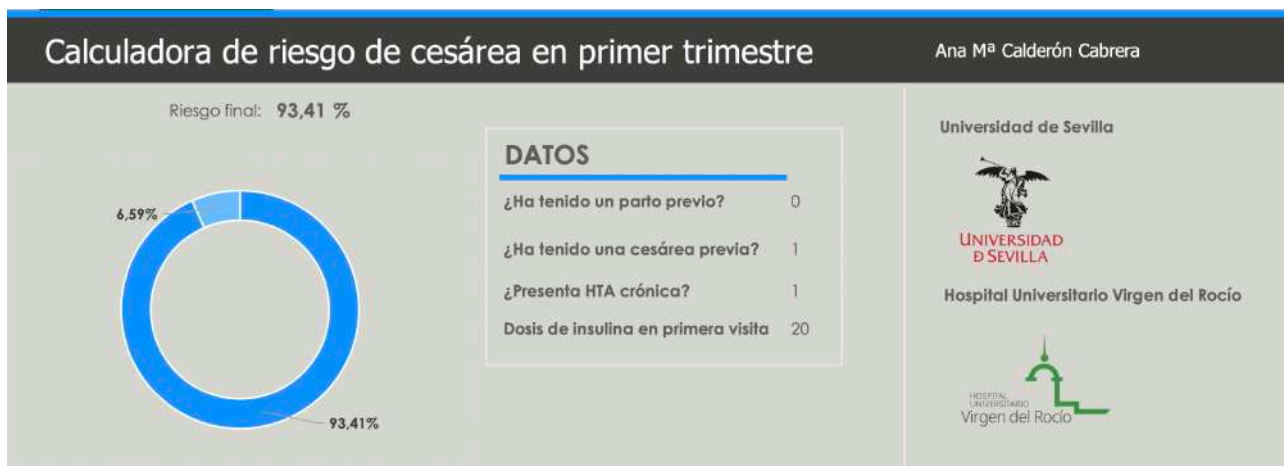 Calculadora de riesgo de cesárea en primer trimestre
Ana Mª Calderón Cabrera
Riesgo final: 93,41 %
6,59%
93,41%
DATOS
¿Ha tenido un parto previo? 0
¿Ha tenido una cesárea previa? 1
¿Presenta HTA crónica? 1
Dosis de insulina en primera visita 20
Universidad de Sevilla
UNIVERSIDAD
D SEVILLA
Hospital Universitario Virgen del Rocío
HOSPITAL
UNIVERSITARIO
Virgen del Rocío